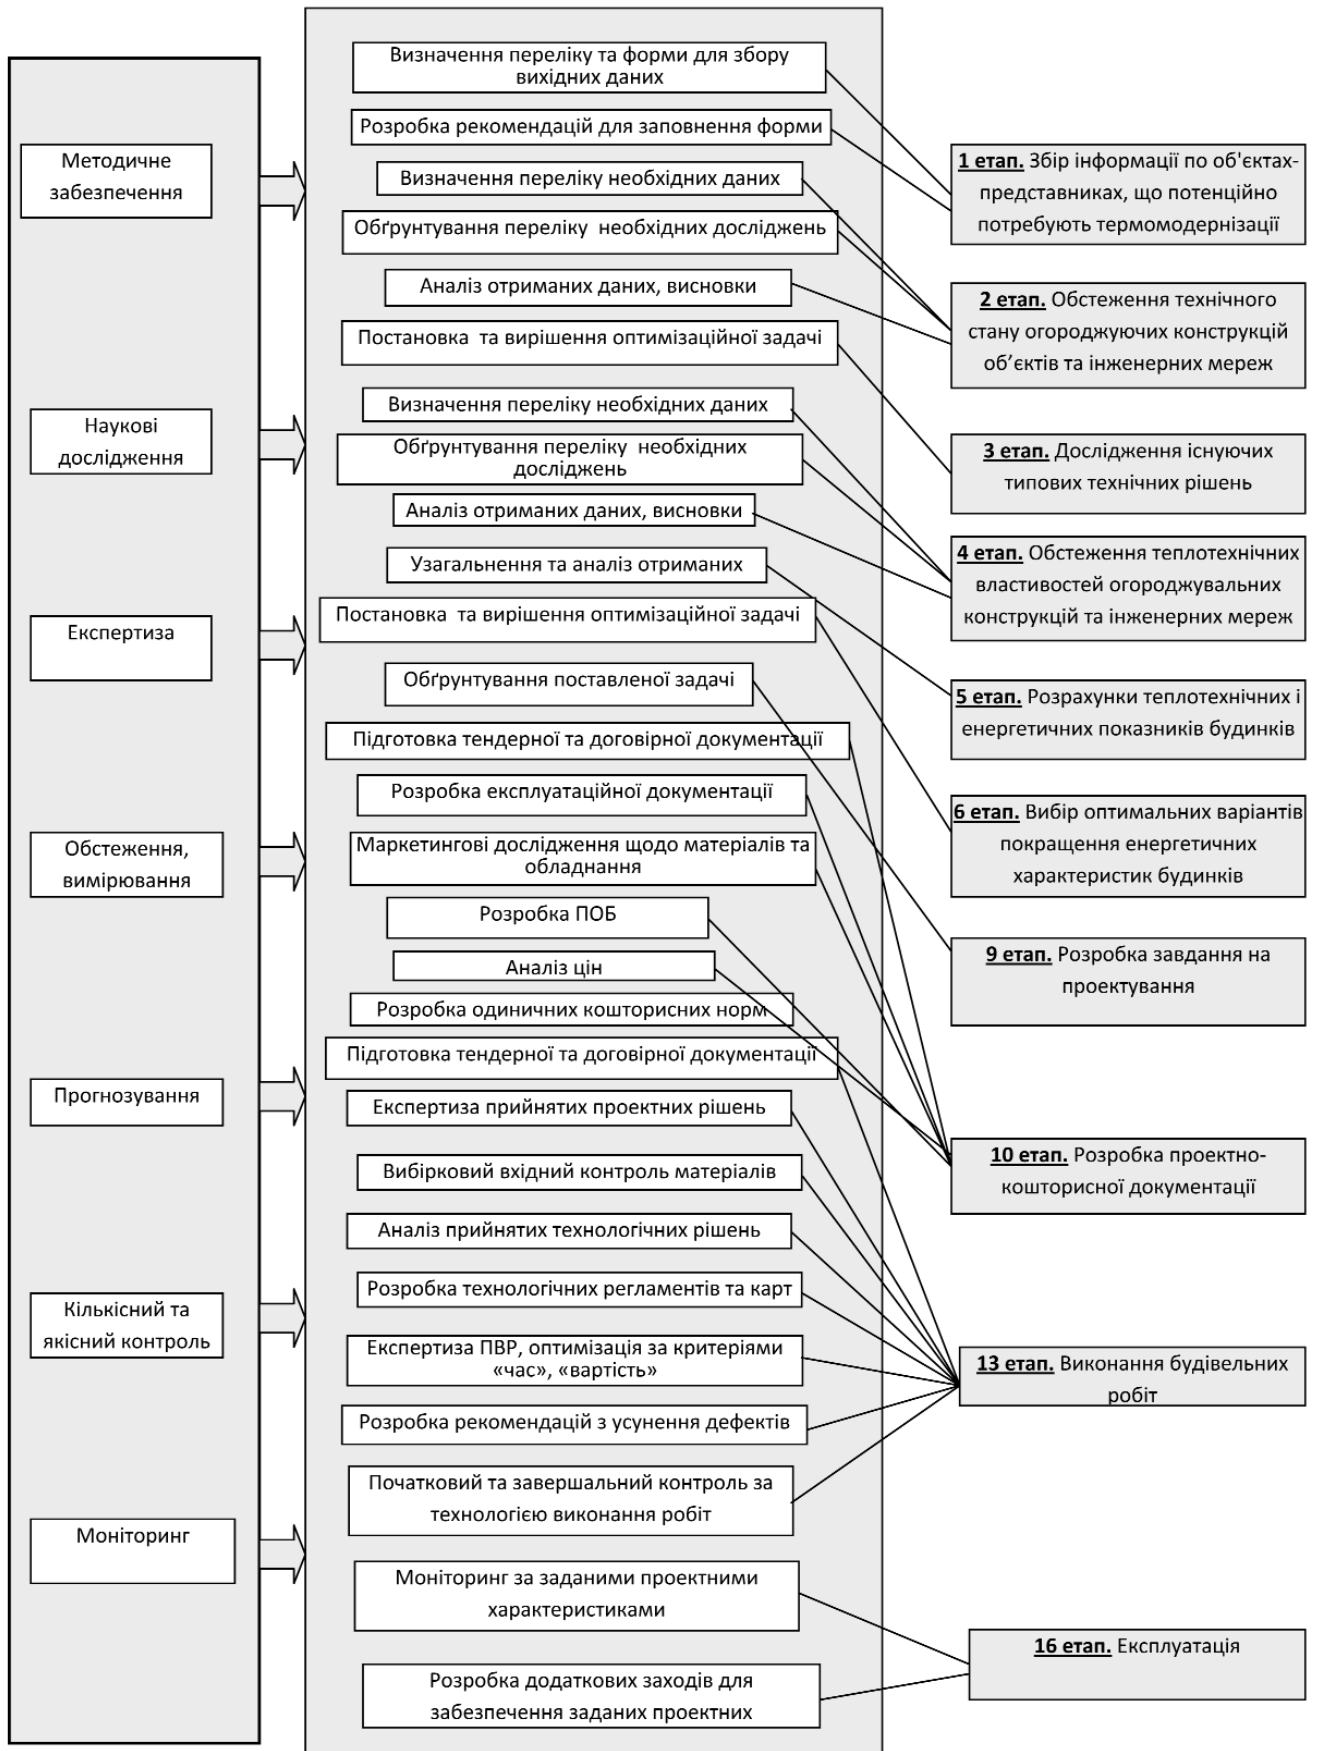 Методичне
забезпечення
Наукові
дослідження
Експертиза
Обстеження,
вимірювання
Прогнозування
Кількісний та
якісний контроль
Моніторинг
Визначення переліку та форми для збору
вихідних даних
Розробка рекомендацій для заповнення форми
Визначення переліку необхідних даних
Обґрунтування переліку необхідних досліджень
Аналіз отриманих даних, висновки
Постановка та вирішення оптимізаційної задачі
Визначення переліку необхідних даних
Обґрунтування переліку необхідних
досліджень
Аналіз отриманих даних, висновки
Узагальнення та аналіз отриманих
Постановка та вирішення оптимізаційної задачі
Обґрунтування поставленої задачі
Підготовка тендерної та договірної документації
Розробка експлуатаційної документації
Маркетингові дослідження щодо матеріалів та
обладнання
Розробка ПОБ
Аналіз цін
Розробка одиничних кошторисних норм
Підготовка тендерної та договірної документації
Експертиза прийнятих проектних рішень
Вибірковий вхідний контроль матеріалів
Аналіз прийнятих технологічних рішень
Розробка технологічних регламентів та карт
Експертиза ПВР, оптимізація за критеріями
«час», «вартість»
Розробка рекомендацій з усунення дефектів
Початковий та завершальний контроль за
технологією виконання робіт
Моніторинг за заданими проектними
характеристиками
Розробка додаткових заходів для
забезпечення заданих проектних
1 етап. Збір інформації по об'єктах-
представниках, що потенційно
потребують термомодернізації
2 етап. Обстеження технічного
стану огороджуючих конструкцій
об’єктів та інженерних мереж
3 етап. Дослідження існуючих
типових технічних рішень
4 етап. Обстеження теплотехнічних
властивостей огороджувальних
конструкцій та інженерних мереж
5 етап. Розрахунки теплотехнічних і
енергетичних показників будинків
6 етап. Вибір оптимальних варіантів
покращення енергетичних
характеристик будинків
9 етап. Розробка завдання на
проектування
10 етап. Розробка проектно-
кошторисної документації
13 етап. Виконання будівельних
робіт
16 етап. Експлуатація